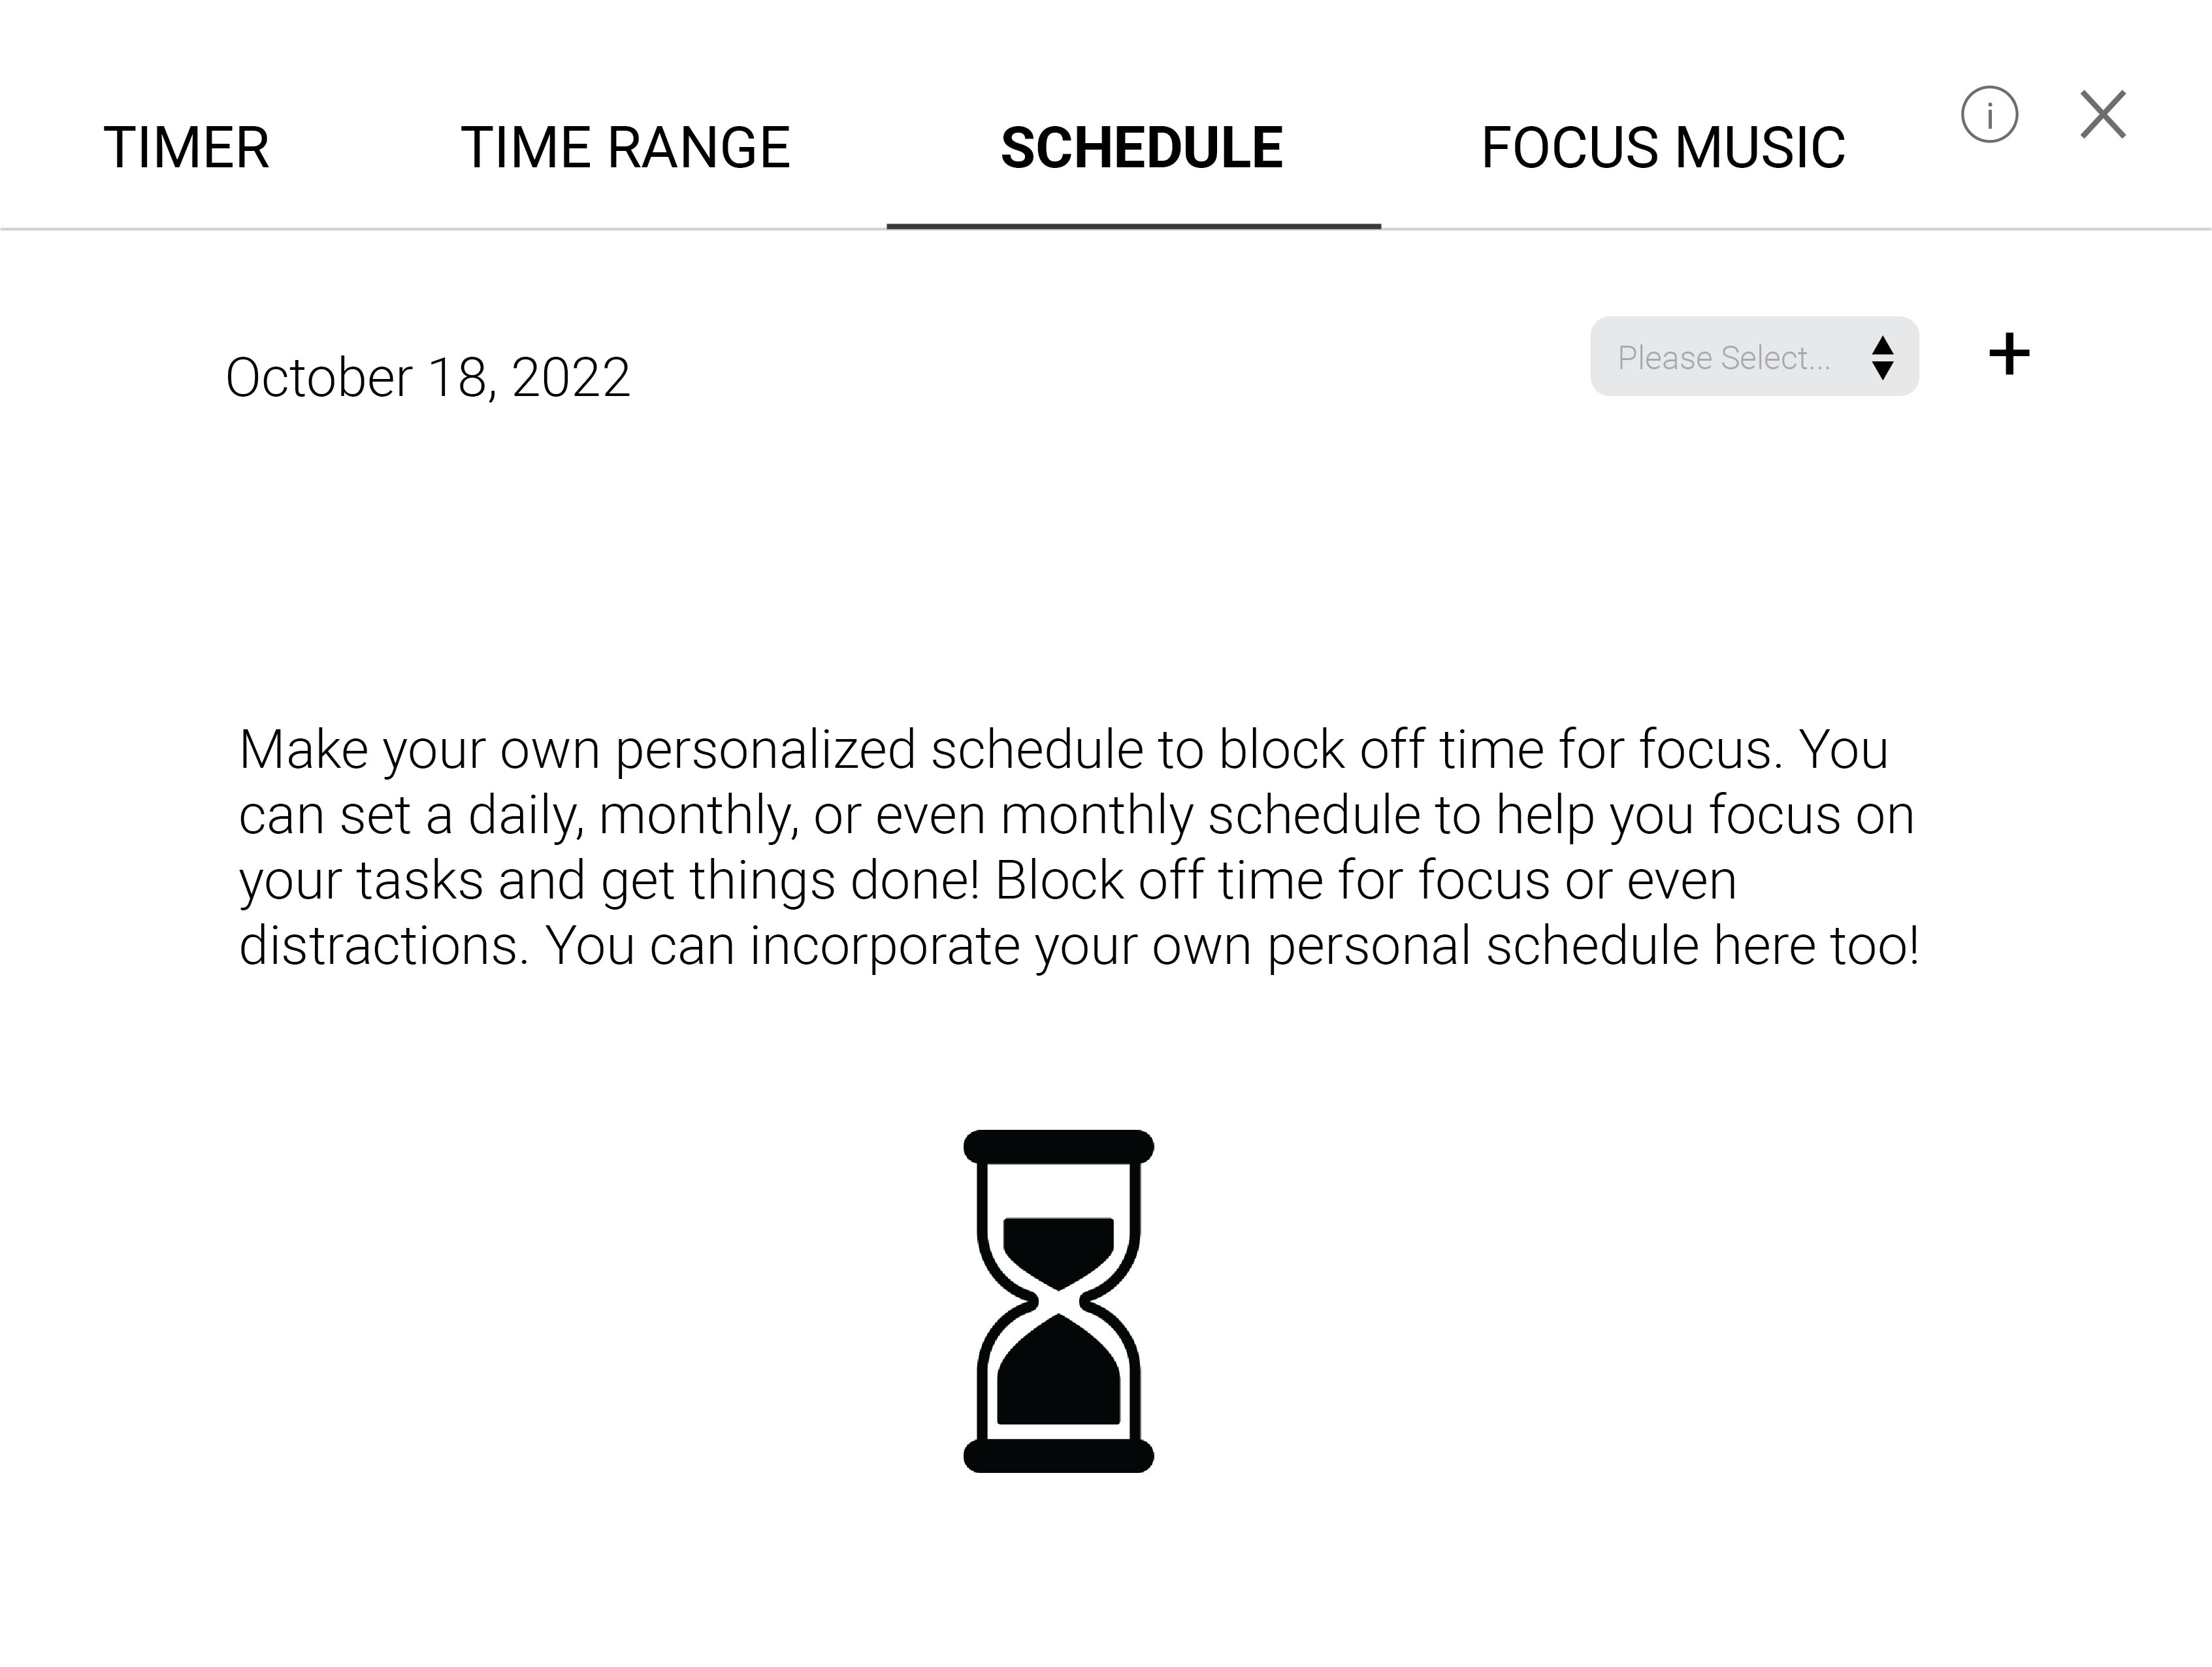 TIMER TIME RANGE SCHEDULE FOCUS MUSIC i
October 18, 2022 Please Select...
Make your own personalized schedule to block off time for focus. You
can set a daily, monthly, or even monthly schedule to help you focus on
your tasks and get things done! Block off time for focus or even
distractions. You can incorporate your own personal schedule here too!